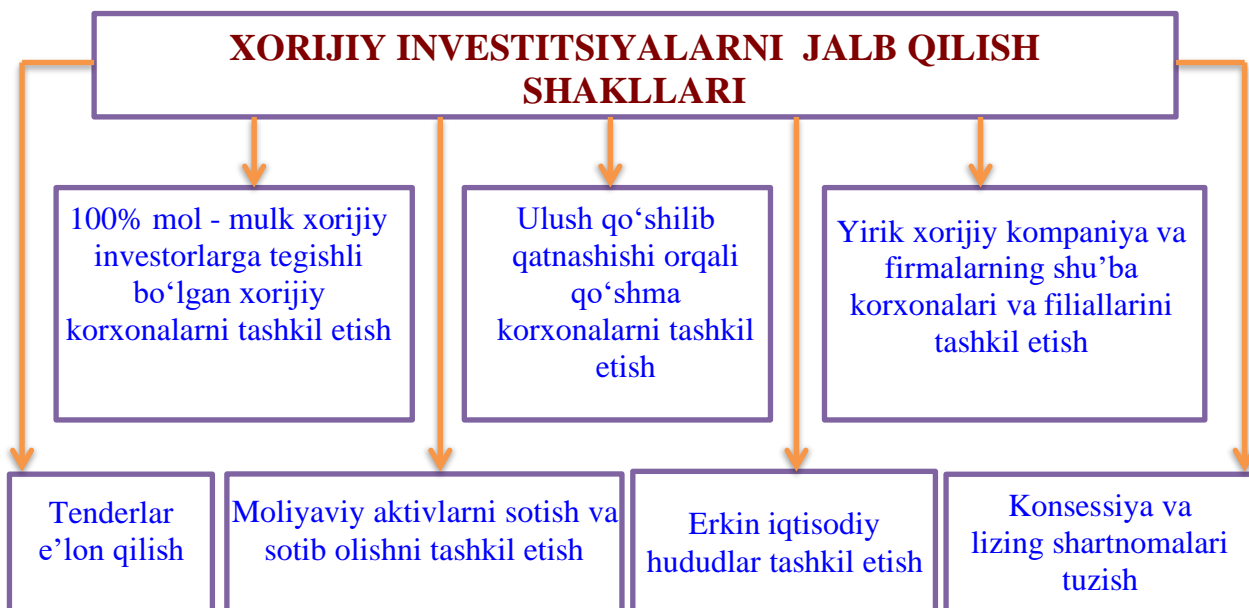 XORIJIY INVESTITSIYALARNI JALB QILISH
SHAKLLARI
100% mol - mulk xorijiy
investorlarga tegishli
bo‘lgan xorijiy
korxonalarni tashkil etish
Ulush qo‘shilib
qatnashishi orqali
qo‘shma
korxonalarni tashkil
etish
Yirik xorijiy kompaniya va
firmalarning shu’ba
korxonalari va filiallarini
tashkil etish
Tenderlar
e’lon qilish
Moliyaviy aktivlarni sotish va
sotib olishni tashkil etish
Erkin iqtisodiy
hududlar tashkil etish
Konsessiya va
lizing shartnomalari
tuzish